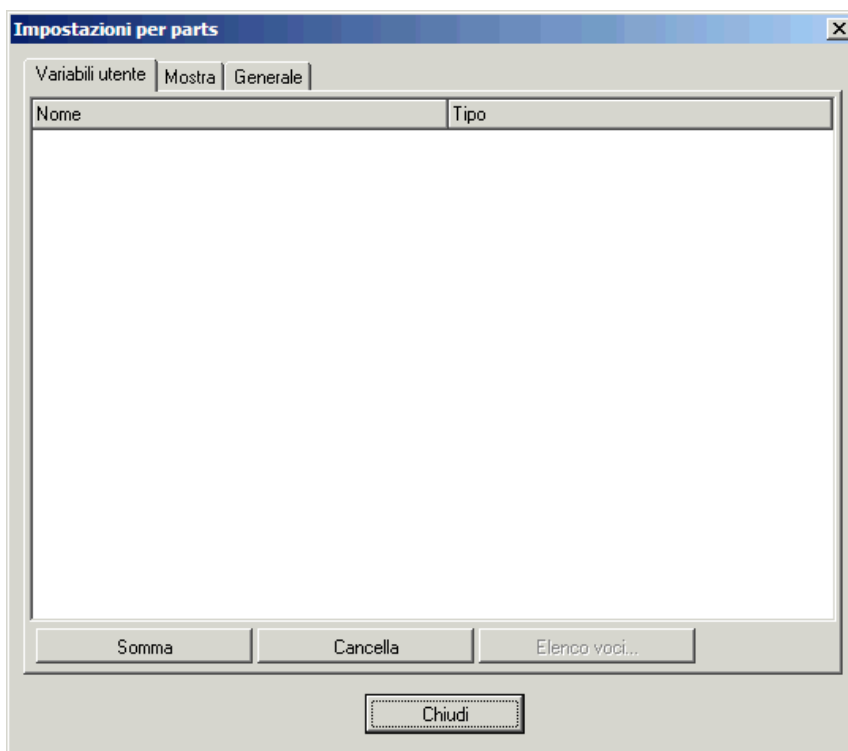 Impostazioni per parts
Variabili utente Mostra Generale
Nome Tipo
Somma Cancella Elenco voci...
Chiudi